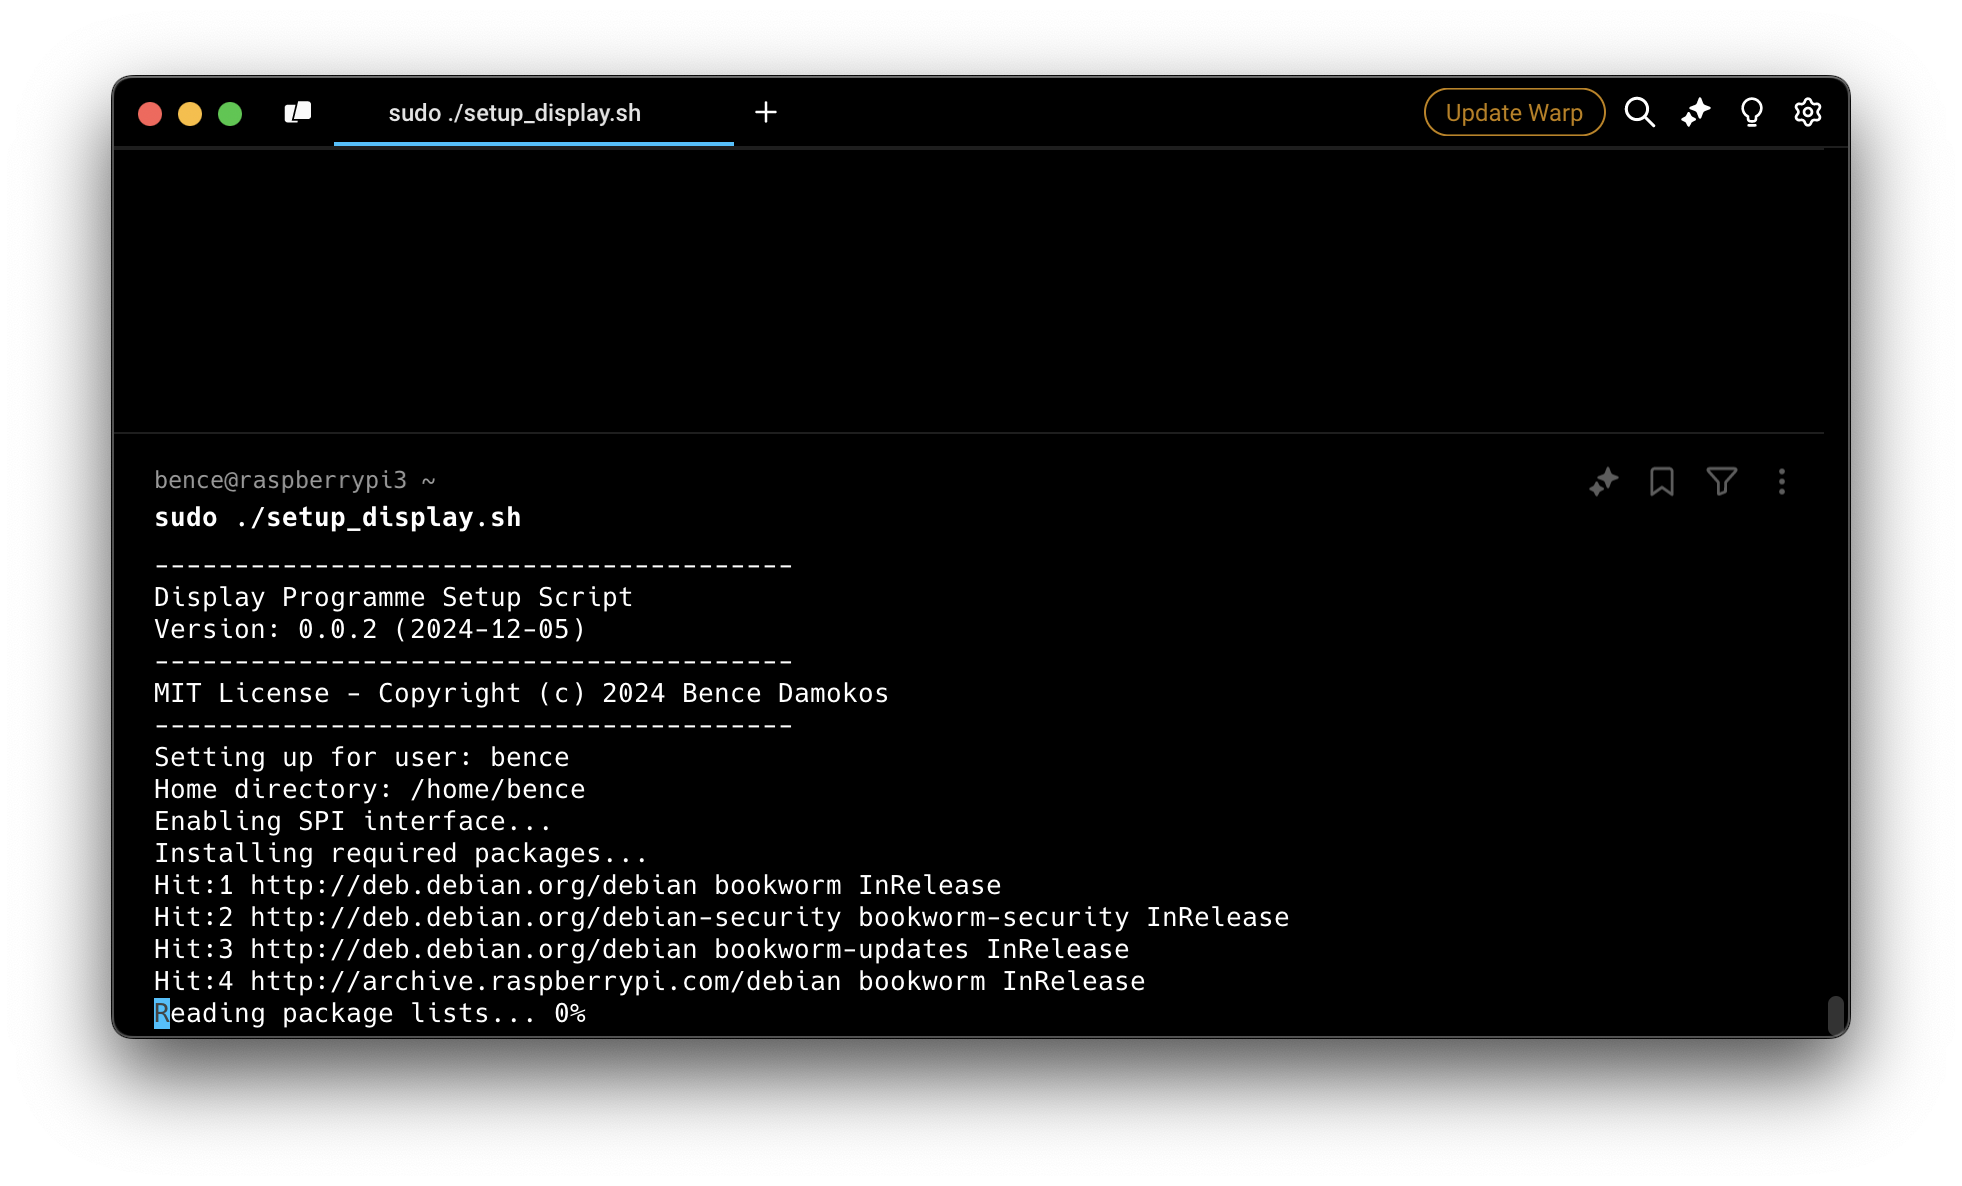 sudo ./setup_display.sh
Update Warp
bence@raspberrypi3 ~
sudo ./setup_display.sh
----------------------------------------
Display Programme Setup Script
Version: 0.0.2 (2024-12-05)
----------------------------------------
MIT License - Copyright (c) 2024 Bence Damokos
----------------------------------------
Setting up for user: bence
Home directory: /home/bence
Enabling SPI interface...
Installing required packages...
Hit:1 http://deb.debian.org/debian bookworm InRelease
Hit:2 http://deb.debian.org/debian-security bookworm-security InRelease
Hit:3 http://deb.debian.org/debian bookworm-updates InRelease
Hit:4 http://archive.raspberrypi.com/debian bookworm InRelease
Reading package lists... 0%